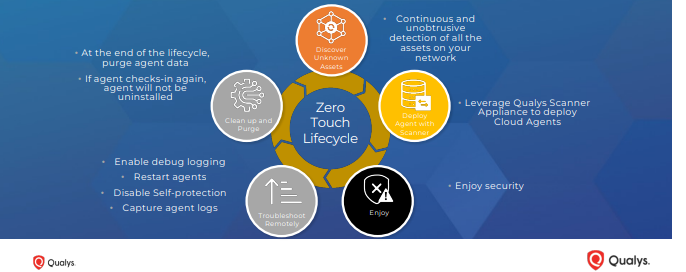 Discover
Unknown
Assets
• Continuous and
unobtrusive
detection of all the
assets on your
network
• At the end of the lifecycle,
purge agent data
• If agent checks-in again,
agent will not be
uninstalled
Clean up and
Purge
Zero
Touch
Lifecycle
Deploy
Agent with
Scanner
• Leverage Qualys Scanner
Appliance to deploy
Cloud Agents
• Enable debug logging
• Restart agents
• Disable Self-protection
• Capture agent logs
Troubleshoot
Remotely
Enjoy
• Enjoy security
Qualys.
Qualys.